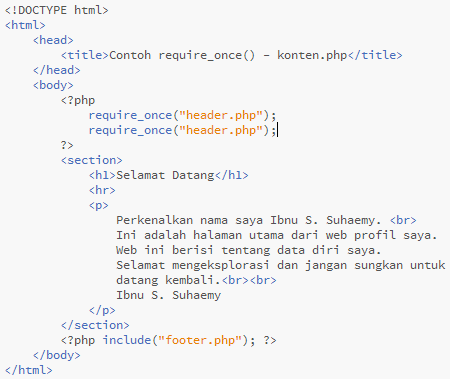 <!DOCTYPE html>
<html>
    <head>
        <title>Contoh require_once() – konten.php</title>
    </head>
    <body>
        <?php
            require_once("header.php");
            require_once("header.php");
        ?>
        <section>
            <h1>Selamat Datang</h1>
            <hr>
            <p>
                Perkenalkan nama saya Ibnu S. Suhaemy. <br>
                Ini adalah halaman utama dari web profil saya.
                Web ini berisi tentang data diri saya.
                Selamat mengeksplorasi dan jangan sungkan untuk
                datang kembali.<br><br>
                Ibnu S. Suhaemy
            </p>
        </section>
        <?php include("footer.php"); ?>
    </body>
</html>